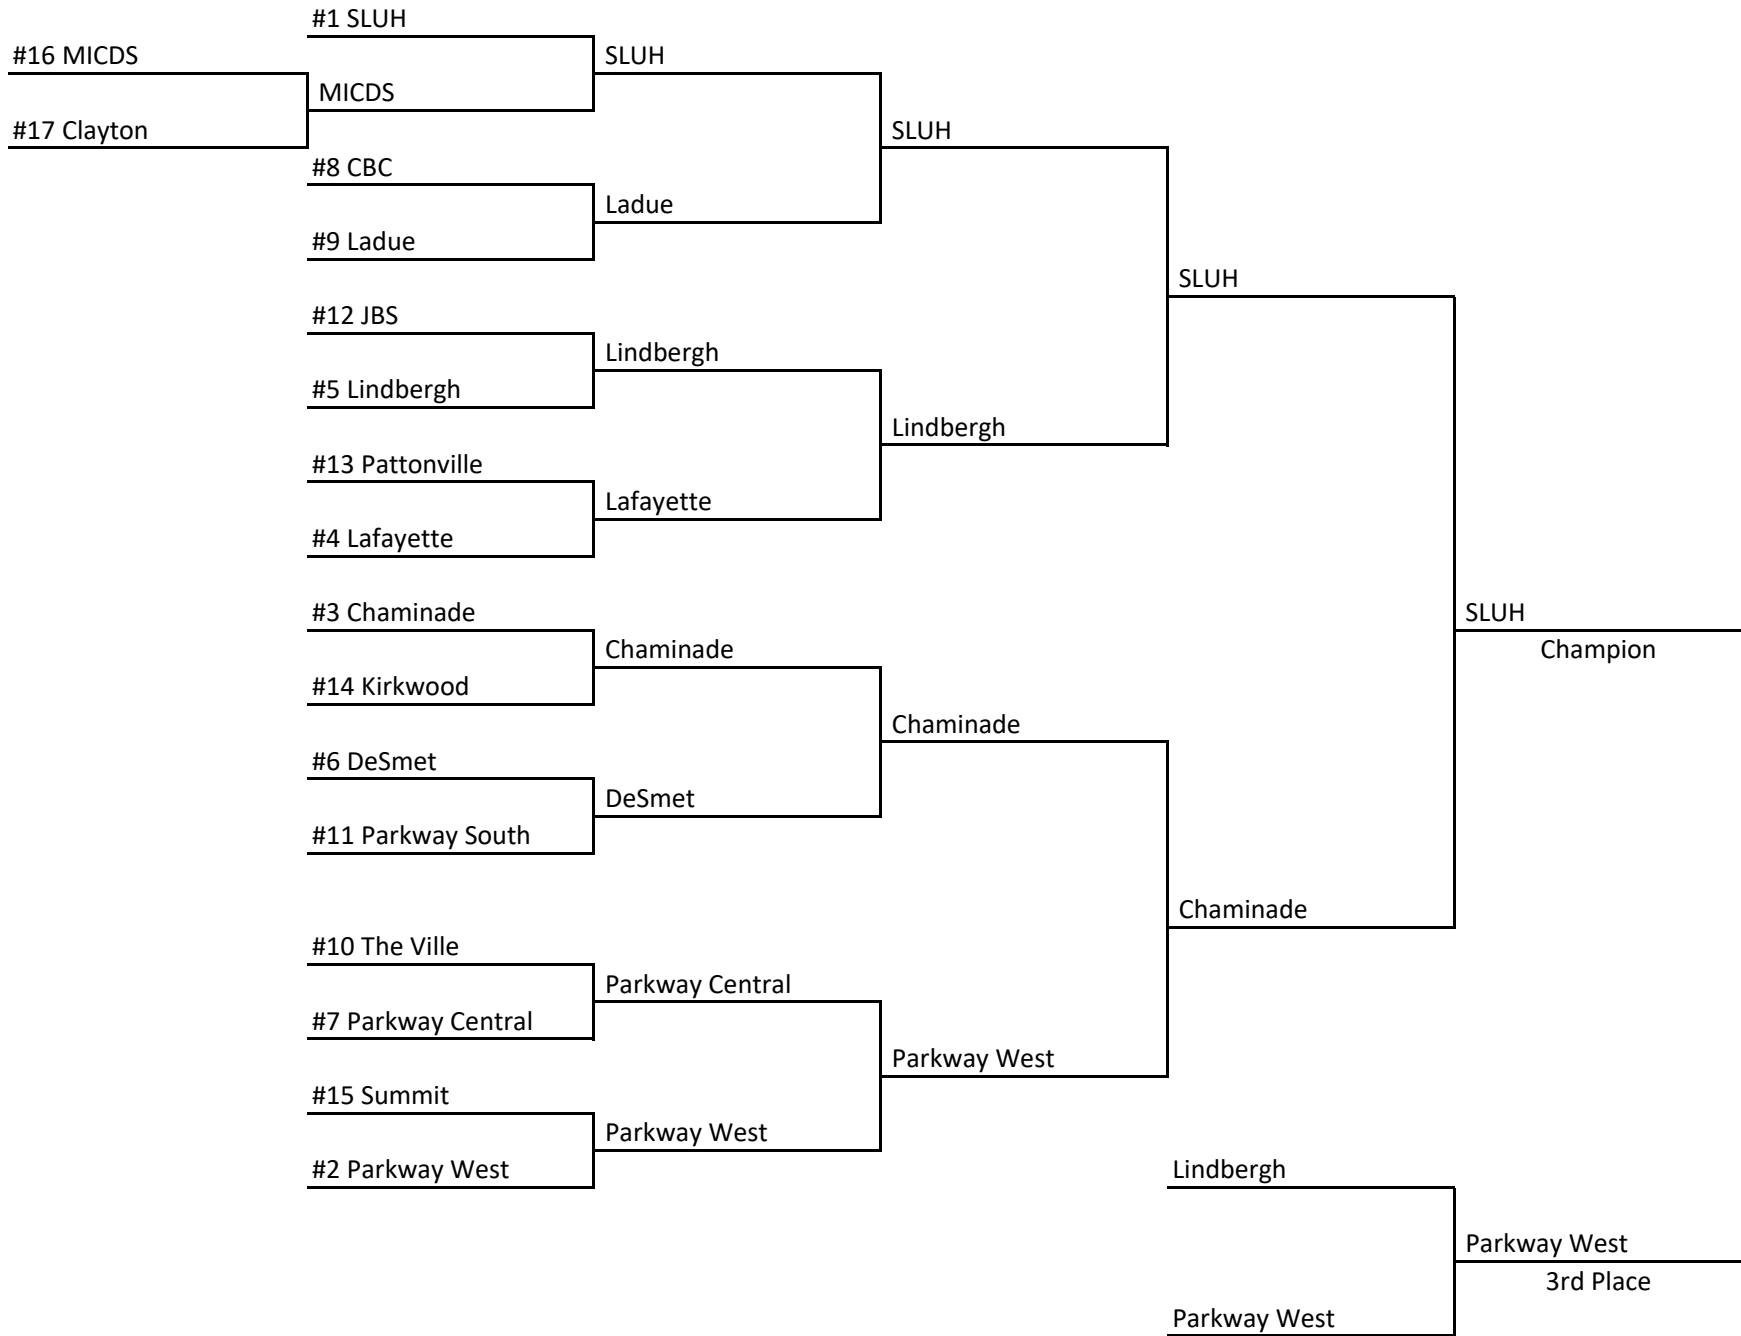 #1 SLUH
#16 MICDS
SLUH
MICDS
#17 Clayton
SLUH
#8 CBC
Ladue
#9 Ladue
SLUH
#12 JBS
Lindbergh
#5 Lindbergh
Lindbergh
#13 Pattonville
Lafayette
#4 Lafayette
#3 Chaminade
SLUH
Chaminade
Champion
#14 Kirkwood
Chaminade
#6 DeSmet
DeSmet
#11 Parkway South
Chaminade
#10 The Ville
Parkway Central
#7 Parkway Central
Parkway West
#15 Summit
Parkway West
#2 Parkway West
Lindbergh
Parkway West
3rd Place
Parkway West